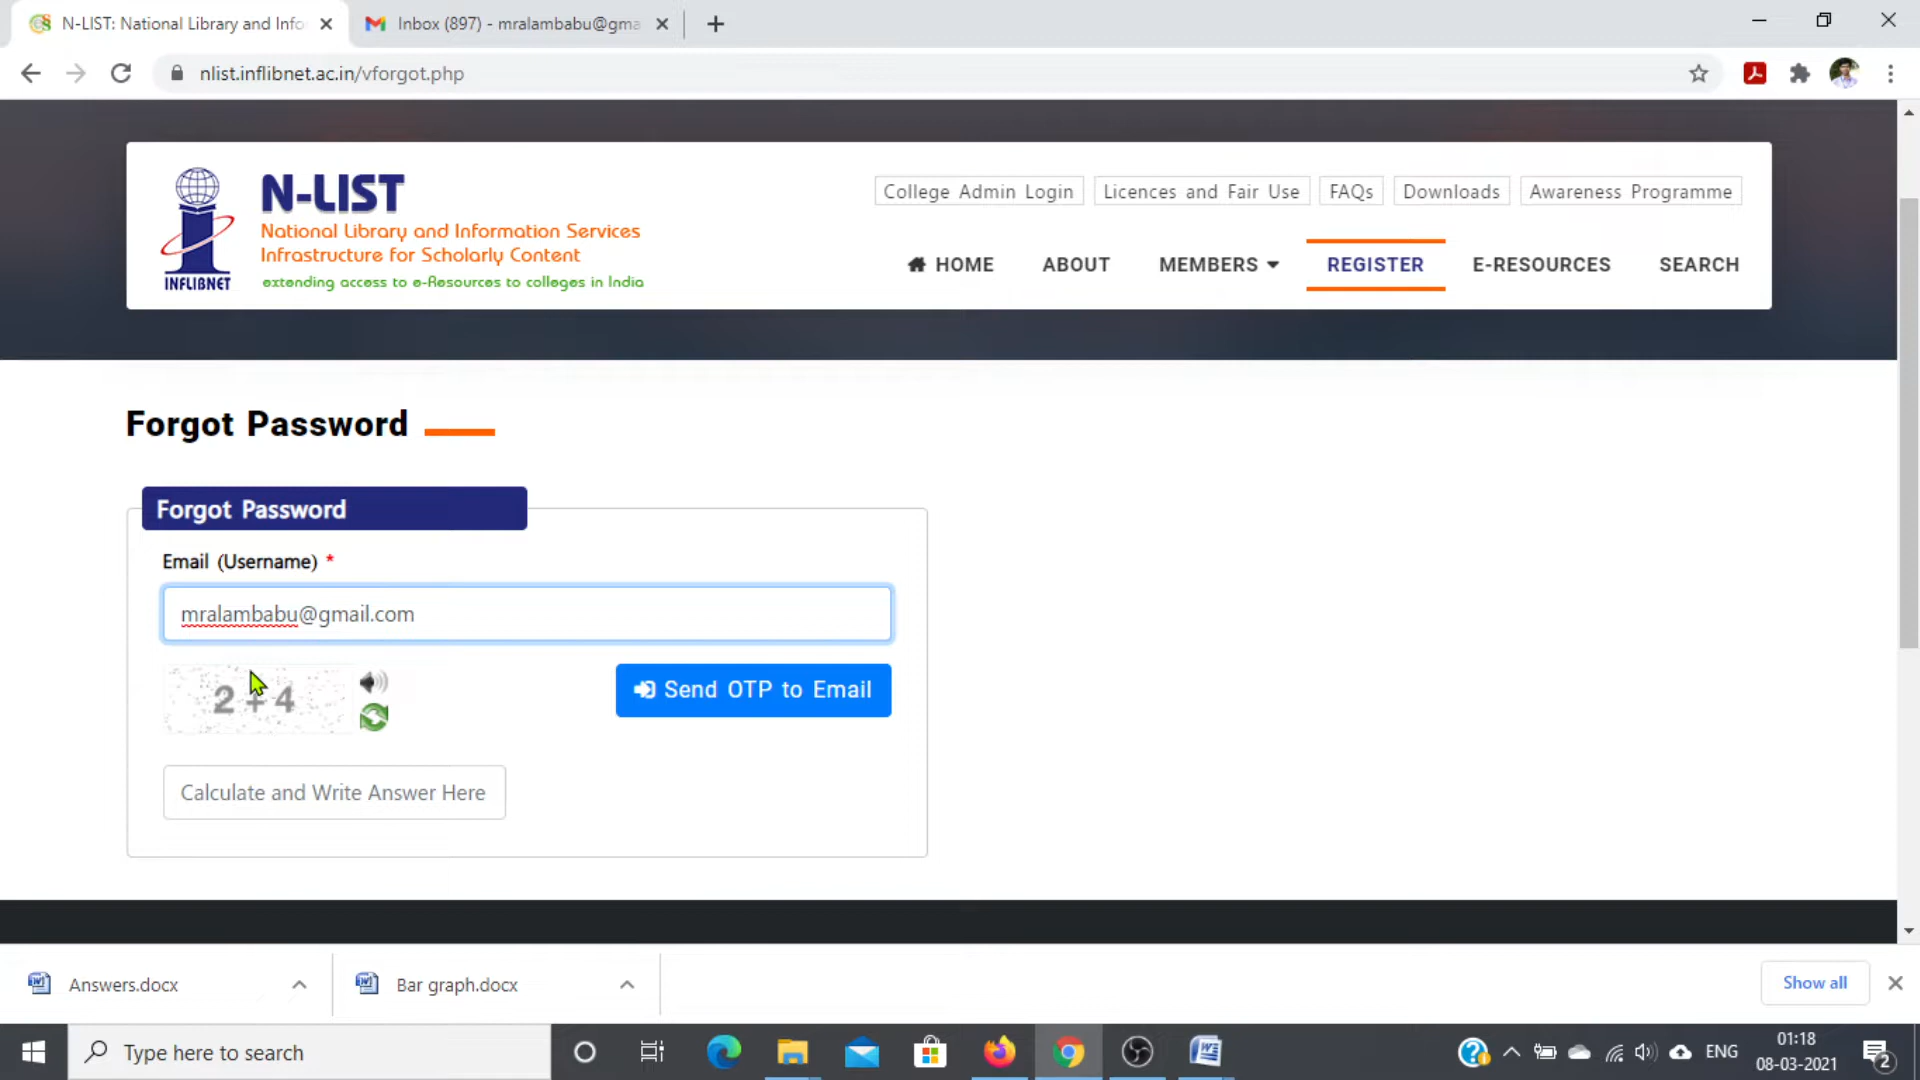 N-LIST: National Library and Info
Inbox (897) - mralambabu@gma
nlist.inflibnet.ac.in/vforgot.php
INFLIBNET
N-LIST
National Library and Information Services
Infrastructure for Scholarly Content
extending access to e-Resources to colleges in India
College Admin Login
Licences and Fair Use
FAQs
Downloads
Awareness Programme
HOME
ABOUT
MEMBERS
REGISTER
E-RESOURCES
SEARCH
Forgot Password
Forgot Password
Email (Username) *
mralambabu@gmail.com
2 + 4
Send OTP to Email
Calculate and Write Answer Here
Answers.docx
Bar graph.docx
Show all
Type here to search
ENG
01:18
08-03-2021
2